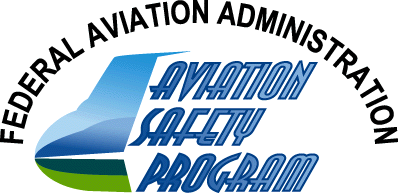 FEDERAL AVIATION ADMINISTRATION
AVIATION
SAFETY
PROGRAM